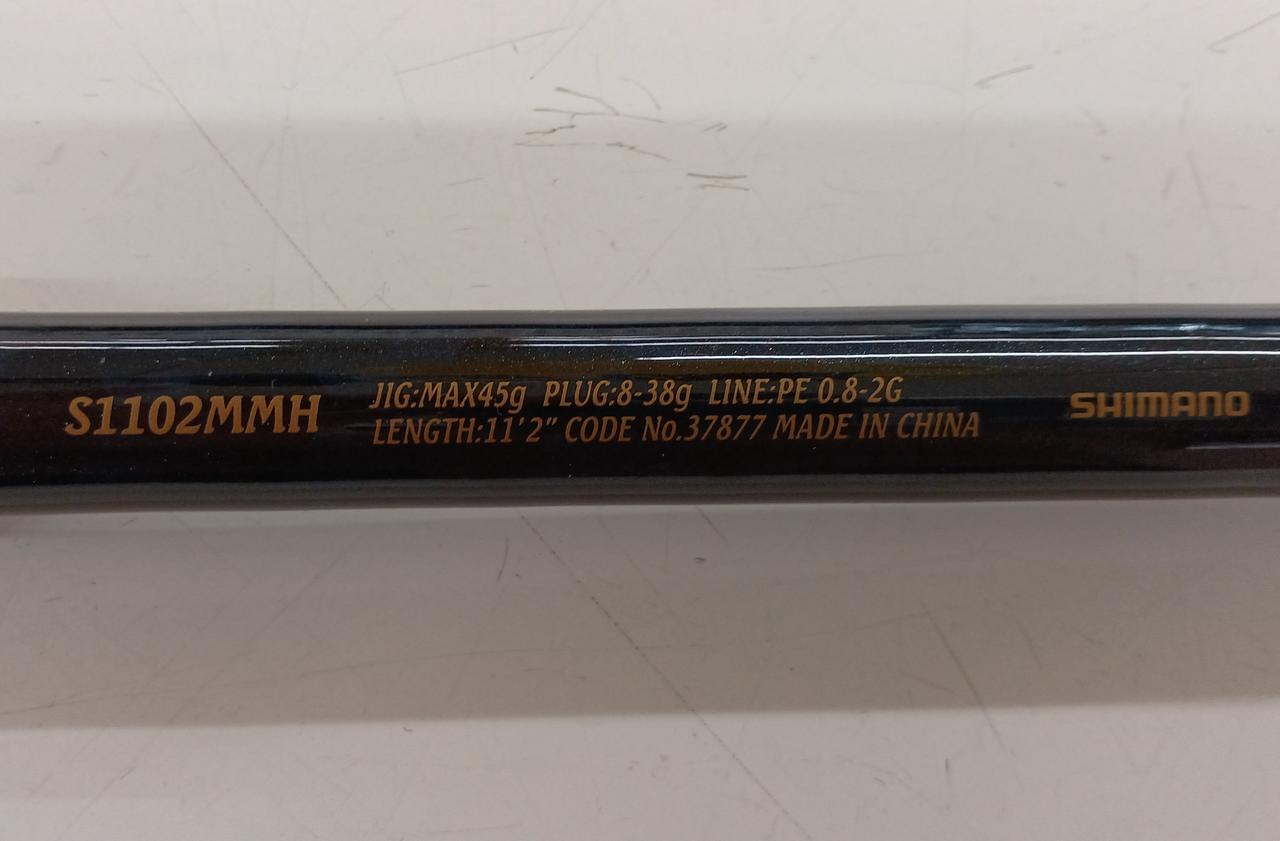 S1102MMH
JIG:MAX45g PLUG:8-38g LINE:PE 0.8-2G
LENGTH:11'2" CODE No.37877 MADE IN CHINA
SHIMANO